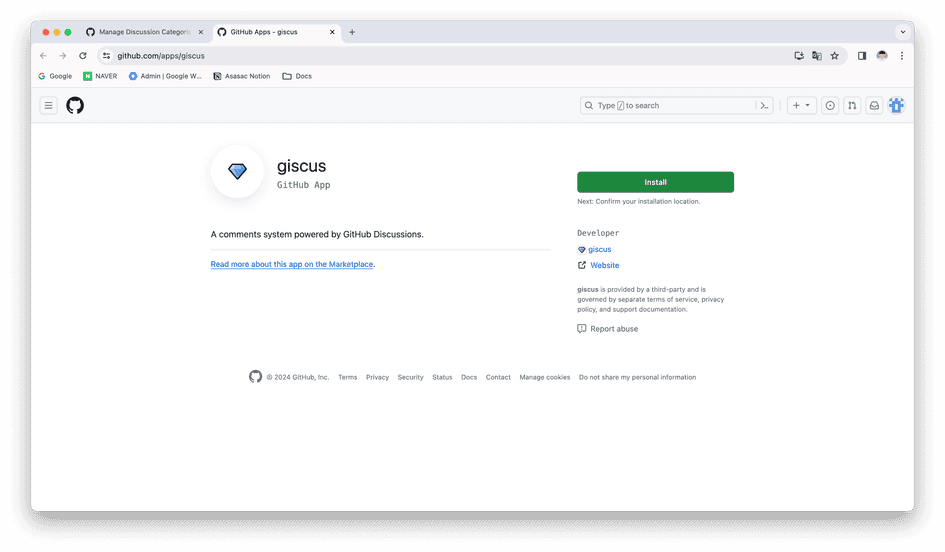 Manage Discussion Categorie
GitHub Apps - giscus
github.com/apps/giscus
Google
NAVER
Admin | Google W...
Asasac Notion
Docs
Type / to search
giscus
GitHub App
Install
Next: Confirm your installation location.
A comments system powered by GitHub Discussions.
Read more about this app on the Marketplace.
Developer
giscus
Website
giscus is provided by a third-party and is
governed by separate terms of service, privacy
policy, and support documentation.
Report abuse
© 2024 GitHub, Inc. Terms Privacy Security Status Docs Contact Manage cookies Do not share my personal information